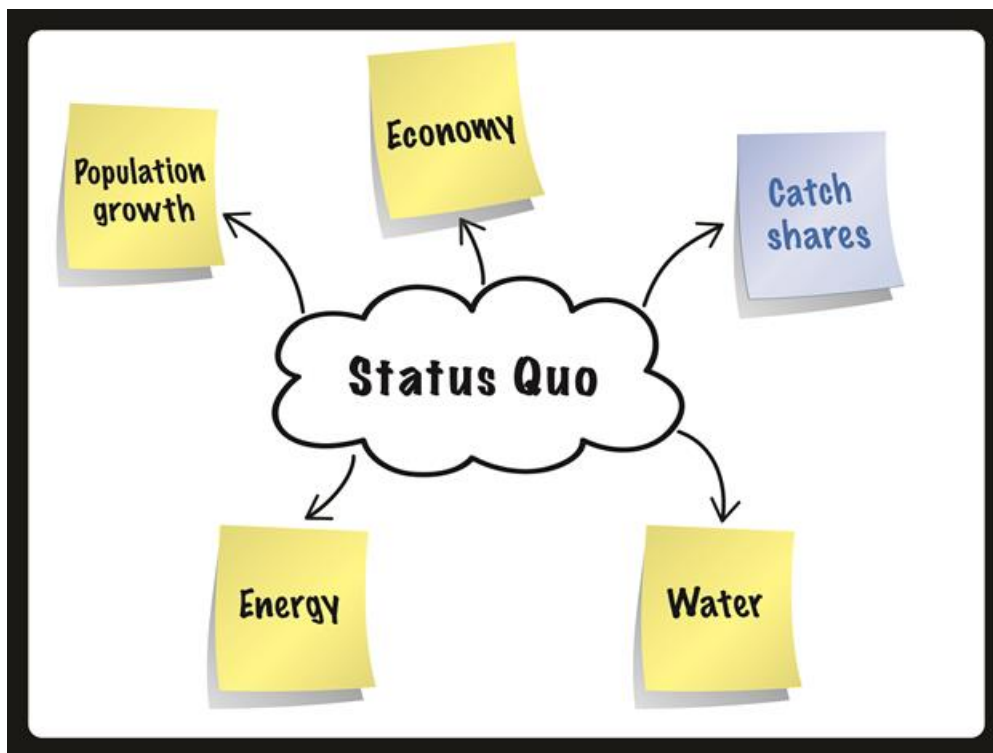 Economy
Population
growth
Catch
shares
Status Quo
Energy
Water